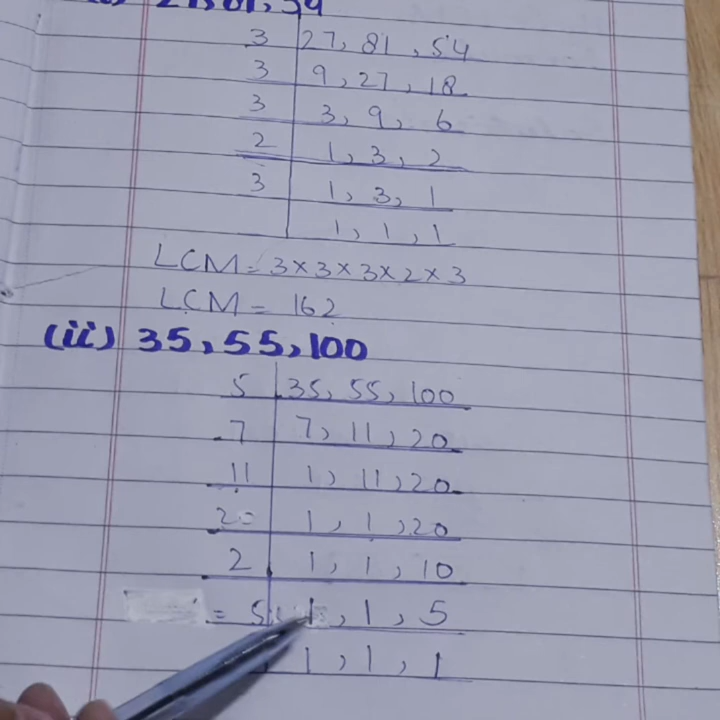 27, 81, 54
3 | 27, 81, 54
3 | 9, 27, 18
3 | 3, 9, 6
2 | 1, 3, 2
3 | 1, 3, 1
1, 1, 1
LCM = 3×3×3×2×3
LCM = 162
(ii) 35, 55, 100
5 | 35, 55, 100
7 | 7, 11, 20
11 | 1, 11, 20
2 | 1, 1, 20
2 | 1, 1, 10
= 5 | 1, 1, 5
1, 1, 1